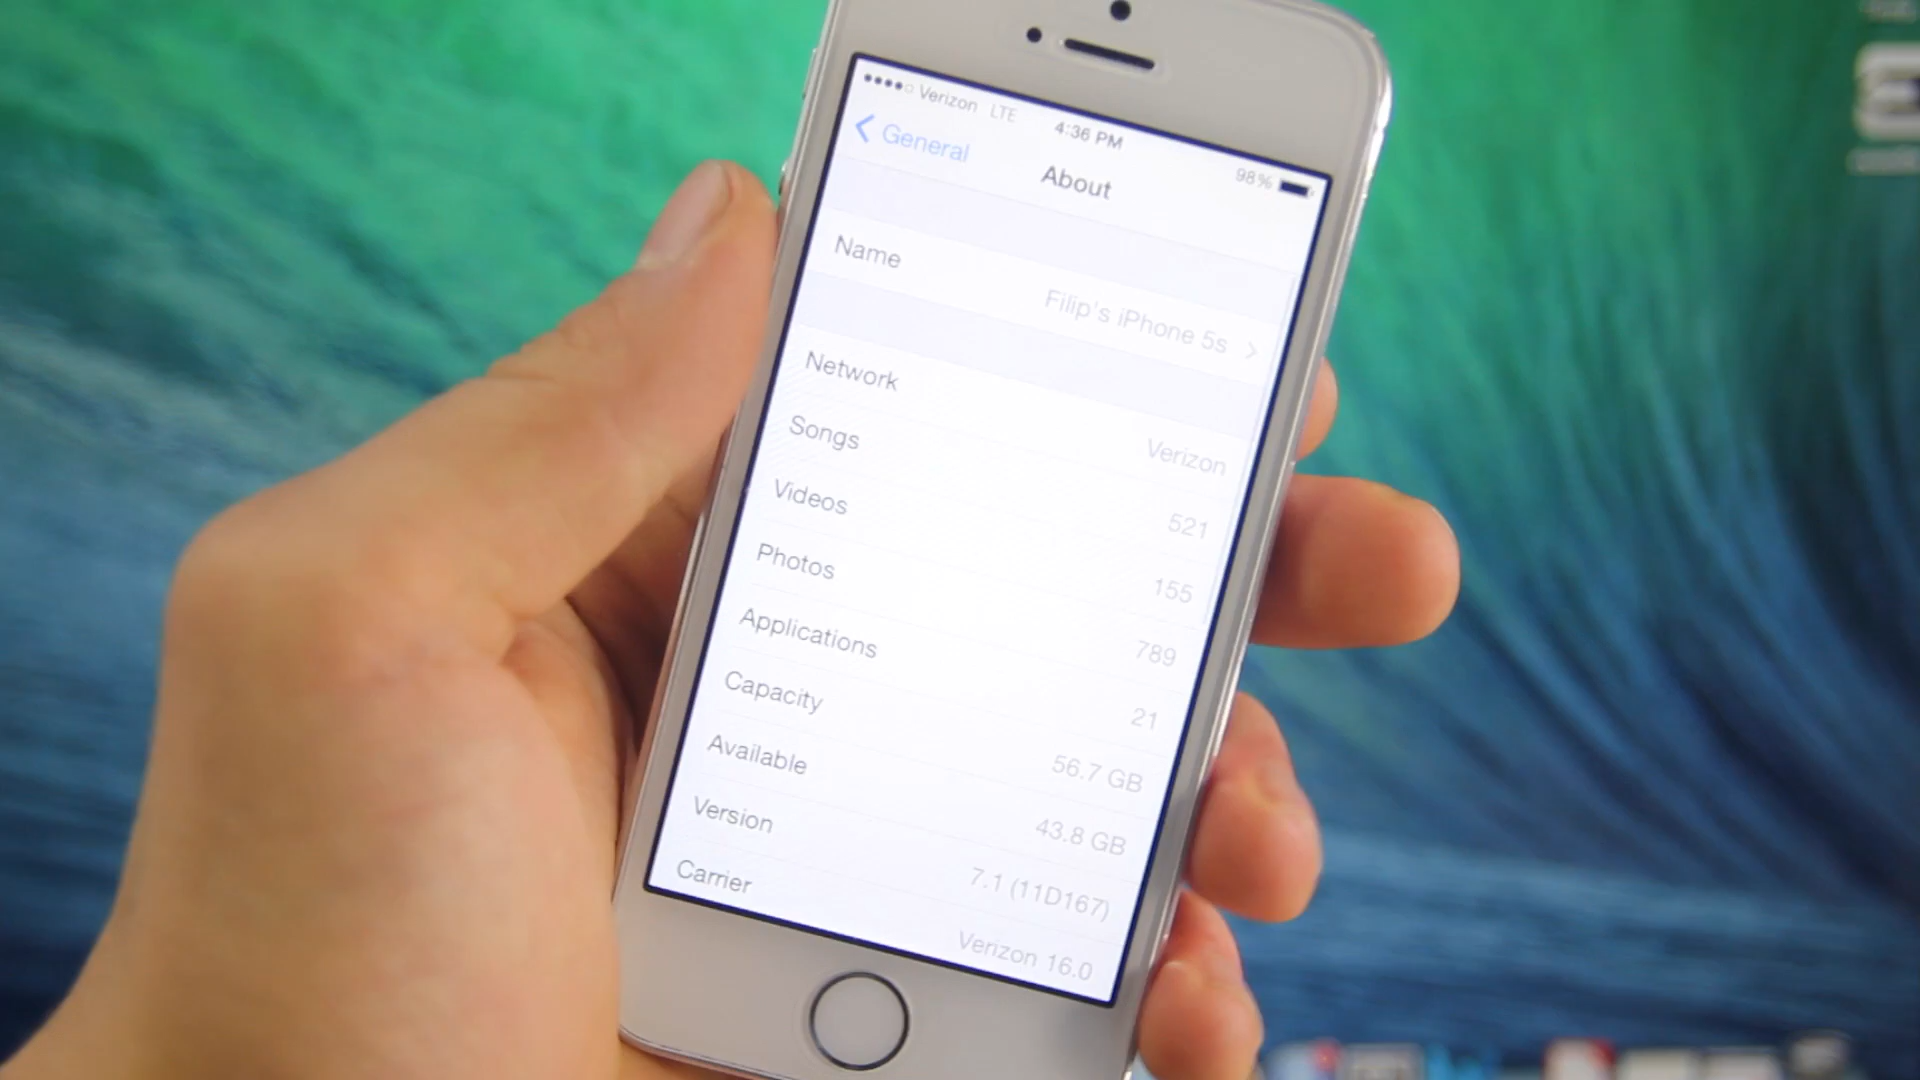 Verizon LTE 4:36 PM 98%
General About
Name Filip's iPhone 5s
Network Verizon
Songs 521
Videos 155
Photos 789
Applications 21
Capacity 56.7 GB
Available 43.8 GB
Version 7.1 (11D167)
Carrier Verizon 16.0